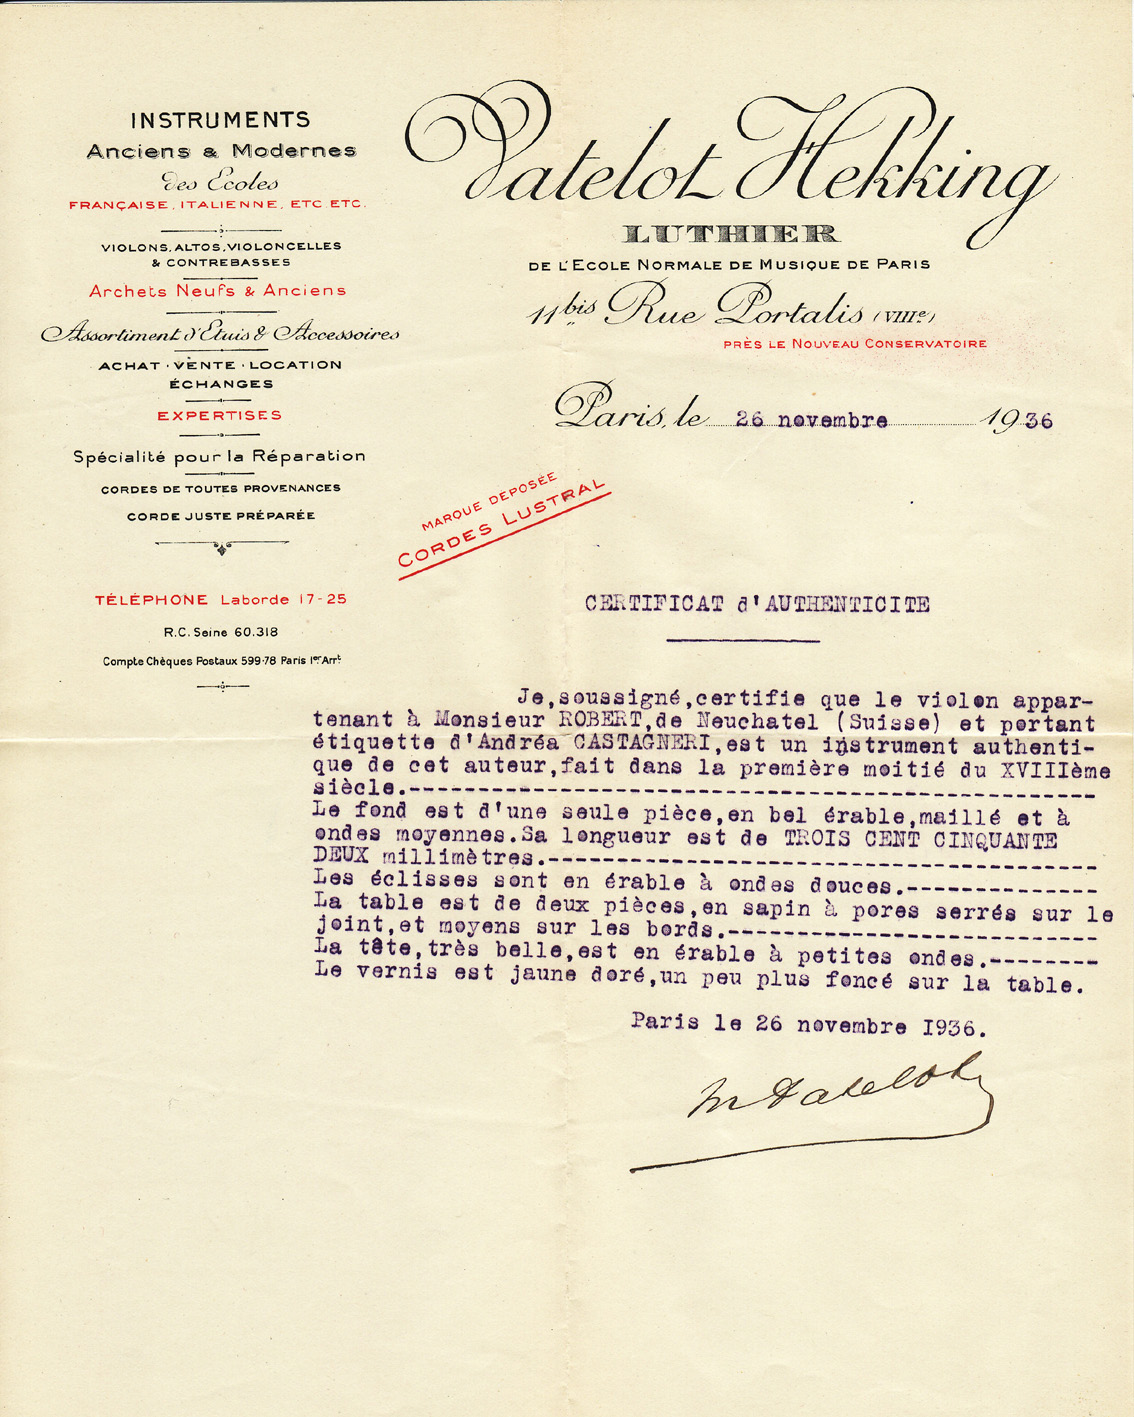 INSTRUMENTS
Anciens & Modernes
des Ecoles
FRANÇAISE, ITALIENNE, ETC ETC.
VIOLONS, ALTOS, VIOLONCELLES
& CONTREBASSES
Archets Neufs & Anciens
Assortiment d'Etuis & Accessoires
ACHAT · VENTE · LOCATION
ÉCHANGES
EXPERTISES
Spécialité pour la Réparation
CORDES DE TOUTES PROVENANCES
CORDE JUSTE PRÉPARÉE
TÉLÉPHONE Laborde 17-25
R.C. Seine 60.318
Compte Chèques Postaux 599·78 Paris 1er Arrt
Vatelot Hekking
LUTHIER
DE L'ECOLE NORMALE DE MUSIQUE DE PARIS
11bis Rue Portalis (VIIIe)
PRÈS LE NOUVEAU CONSERVATOIRE
Paris, le 26 novembre 1936
MARQUE DEPOSÉE
CORDES LUSTRAL
CERTIFICAT d'AUTHENTICITE
Je,soussigné,certifie que le violon appar-
tenant à Monsieur ROBERT,de Neuchatel (Suisse) et portant
étiquette d'Andréa CASTAGNERI,est un instrument authenti-
que de cet auteur,fait dans la première moitié du XVIIIème
siècle.--------------------------------------------------
Le fond est d'une seule pièce,en bel érable,maillé et à
ondes moyennes.Sa longueur est de TROIS CENT CINQUANTE
DEUX millimètres.----------------------------------------
Les éclisses sont en érable à ondes douces.--------------
La table est de deux pièces,en sapin à pores serrés sur le
joint,et moyens sur les bords.---------------------------
La tête,très belle,est en érable à petites ondes.--------
Le vernis est jaune doré,un peu plus foncé sur la table.
Paris le 26 novembre 1936.
M Vatelot